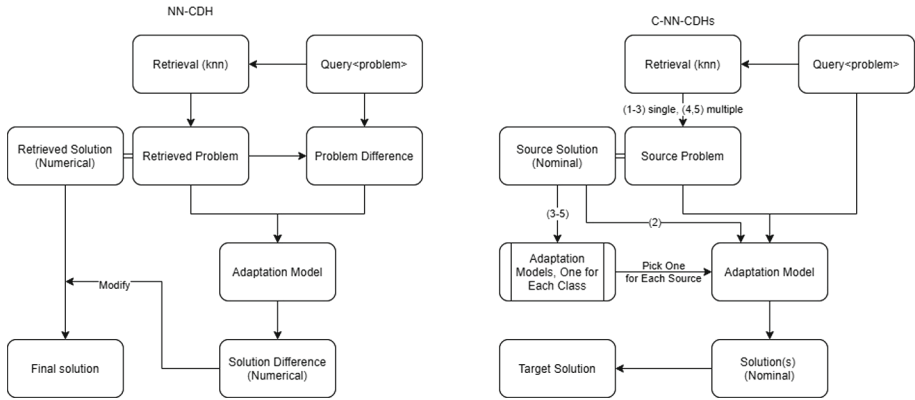 NN-CDH
Retrieval (knn)
Query<problem>
Retrieved Solution
(Numerical)
Retrieved Problem
Problem Difference
Adaptation Model
Modify
Final solution
Solution Difference
(Numerical)
C-NN-CDHs
Retrieval (knn)
Query<problem>
(1-3) single, (4,5) multiple
Source Solution
(Nominal)
Source Problem
(3-5)
(2)
Adaptation
Models, One for
Each Class
Pick One
for Each Source
Adaptation Model
Target Solution
Solution(s)
(Nominal)